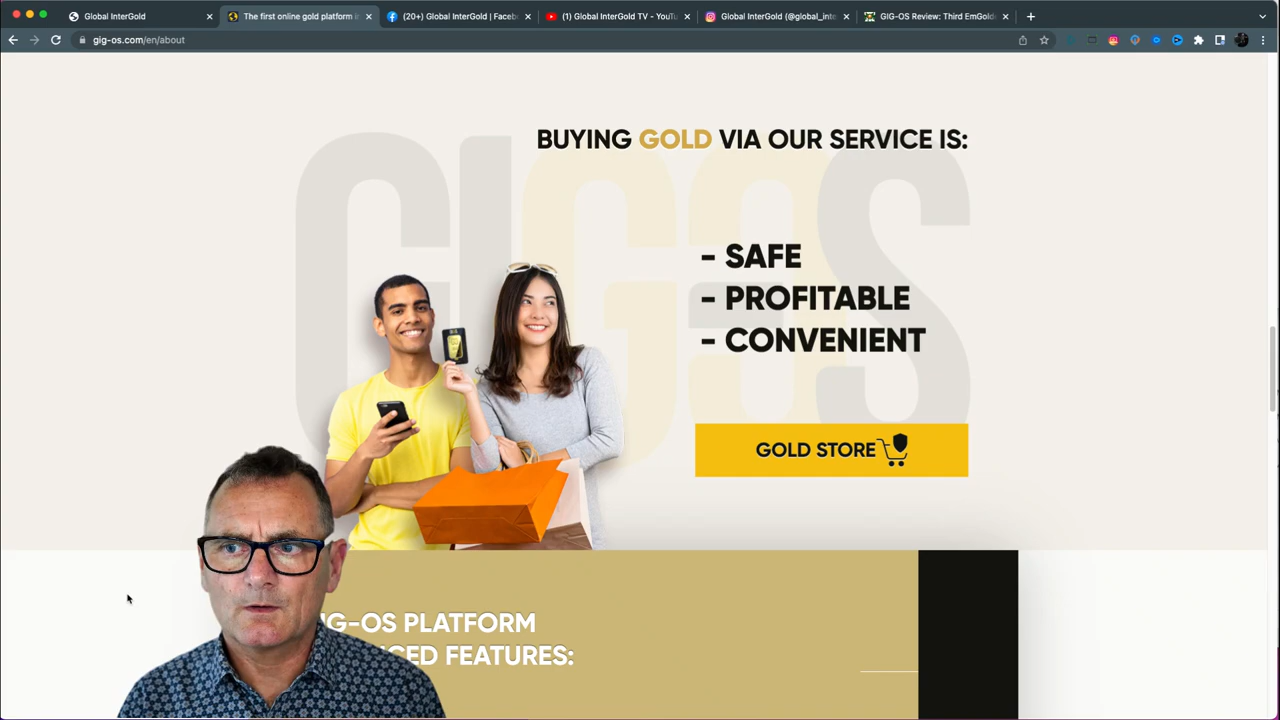 Global InterGold
The first online gold platform i
(20+) Global InterGold | Faceb
(1) Global InterGold TV - YouTu
Global InterGold (@global_inte
GIG-OS Review: Third EmGold
gig-os.com/en/about
GIGOS
BUYING GOLD VIA OUR SERVICE IS:
- SAFE
- PROFITABLE
- CONVENIENT
GOLD STORE
IG-OS PLATFORM
CED FEATURES: